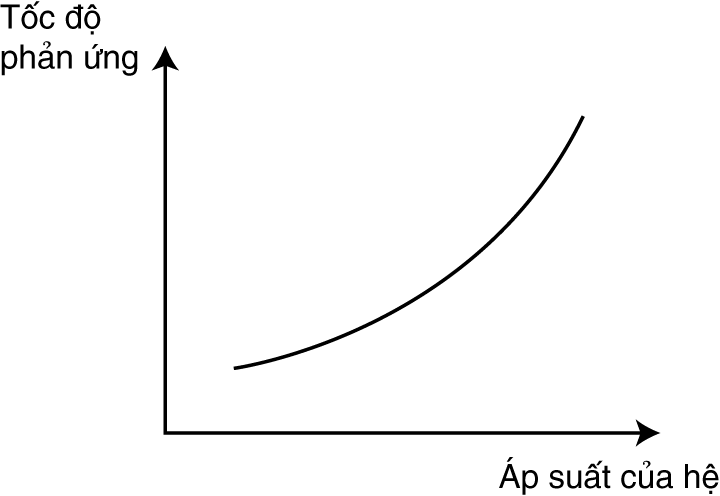 Tốc độ
phản ứng
Áp suất của hệ